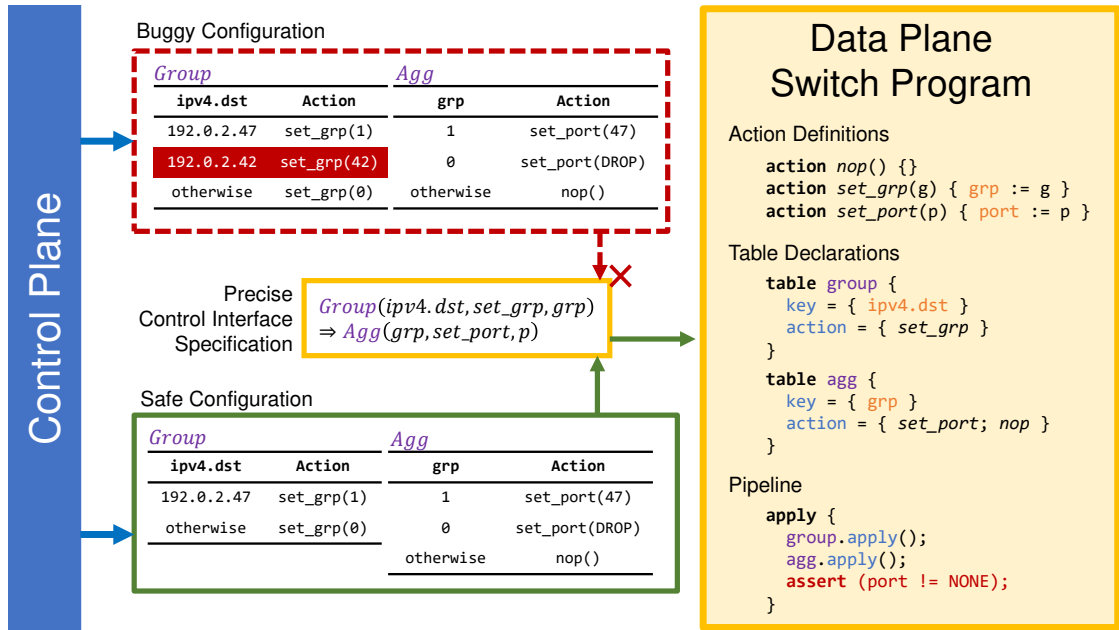 Control Plane
Buggy Configuration
Group
ipv4.dst Action
192.0.2.47 set_grp(1)
192.0.2.42 set_grp(42)
otherwise set_grp(0)
Agg
grp Action
1 set_port(47)
0 set_port(DROP)
otherwise nop()
Precise
Control Interface
Specification
Group(ipv4.dst, set_grp, grp)
⇒ Agg(grp, set_port, p)
Safe Configuration
Group
ipv4.dst Action
192.0.2.47 set_grp(1)
otherwise set_grp(0)
Agg
grp Action
1 set_port(47)
0 set_port(DROP)
otherwise nop()
Data Plane
Switch Program
Action Definitions
action nop() {}
action set_grp(g) { grp := g }
action set_port(p) { port := p }
Table Declarations
table group {
key = { ipv4.dst }
action = { set_grp }
}
table agg {
key = { grp }
action = { set_port; nop }
}
Pipeline
apply {
group.apply();
agg.apply();
assert (port != NONE);
}